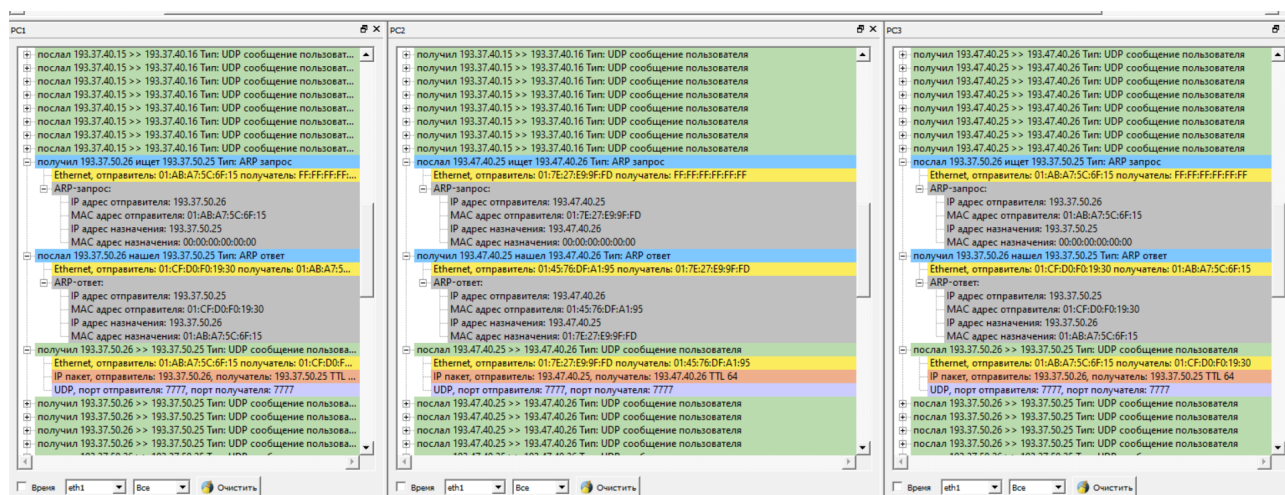 PC1
послал 193.37.40.15 >> 193.37.40.16 Тип: UDP сообщение пользоват...
послал 193.37.40.15 >> 193.37.40.16 Тип: UDP сообщение пользоват...
послал 193.37.40.15 >> 193.37.40.16 Тип: UDP сообщение пользоват...
послал 193.37.40.15 >> 193.37.40.16 Тип: UDP сообщение пользоват...
послал 193.37.40.15 >> 193.37.40.16 Тип: UDP сообщение пользоват...
послал 193.37.40.15 >> 193.37.40.16 Тип: UDP сообщение пользоват...
послал 193.37.40.15 >> 193.37.40.16 Тип: UDP сообщение пользоват...
послал 193.37.40.15 >> 193.37.40.16 Тип: UDP сообщение пользоват...
получил 193.37.50.26 ищет 193.37.50.25 Тип: ARP запрос
Ethernet, отправитель: 01:AB:A7:5C:6F:15 получатель: FF:FF:FF:FF:...
ARP-запрос:
IP адрес отправителя: 193.37.50.26
MAC адрес отправителя: 01:AB:A7:5C:6F:15
IP адрес назначения: 193.37.50.25
MAC адрес назначения: 00:00:00:00:00:00
послал 193.37.50.26 нашел 193.37.50.25 Тип: ARP ответ
Ethernet, отправитель: 01:CF:D0:F0:19:30 получатель: 01:AB:A7:5...
ARP-ответ:
IP адрес отправителя: 193.37.50.25
MAC адрес отправителя: 01:CF:D0:F0:19:30
IP адрес назначения: 193.37.50.26
MAC адрес назначения: 01:AB:A7:5C:6F:15
получил 193.37.50.26 >> 193.37.50.25 Тип: UDP сообщение пользова...
Ethernet, отправитель: 01:AB:A7:5C:6F:15 получатель: 01:CF:D0:F...
IP пакет, отправитель: 193.37.50.26, получатель: 193.37.50.25 TTL ...
UDP, порт отправителя: 7777, порт получателя: 7777
получил 193.37.50.26 >> 193.37.50.25 Тип: UDP сообщение пользова...
получил 193.37.50.26 >> 193.37.50.25 Тип: UDP сообщение пользова...
получил 193.37.50.26 >> 193.37.50.25 Тип: UDP сообщение пользова...
получил 193.37.50.26 >> 193.37.50.25 Тип: UDP сообщение пользова...
Время eth1 Все Очистить
PC2
получил 193.37.40.15 >> 193.37.40.16 Тип: UDP сообщение пользователя
получил 193.37.40.15 >> 193.37.40.16 Тип: UDP сообщение пользователя
получил 193.37.40.15 >> 193.37.40.16 Тип: UDP сообщение пользователя
получил 193.37.40.15 >> 193.37.40.16 Тип: UDP сообщение пользователя
получил 193.37.40.15 >> 193.37.40.16 Тип: UDP сообщение пользователя
получил 193.37.40.15 >> 193.37.40.16 Тип: UDP сообщение пользователя
получил 193.37.40.15 >> 193.37.40.16 Тип: UDP сообщение пользователя
получил 193.37.40.15 >> 193.37.40.16 Тип: UDP сообщение пользователя
послал 193.47.40.25 ищет 193.47.40.26 Тип: ARP запрос
Ethernet, отправитель: 01:7E:27:E9:9F:FD получатель: FF:FF:FF:FF:FF:FF
ARP-запрос:
IP адрес отправителя: 193.47.40.25
MAC адрес отправителя: 01:7E:27:E9:9F:FD
IP адрес назначения: 193.47.40.26
MAC адрес назначения: 00:00:00:00:00:00
получил 193.47.40.25 нашел 193.47.40.26 Тип: ARP ответ
Ethernet, отправитель: 01:45:76:DF:A1:95 получатель: 01:7E:27:E9:9F:FD
ARP-ответ:
IP адрес отправителя: 193.47.40.26
MAC адрес отправителя: 01:45:76:DF:A1:95
IP адрес назначения: 193.47.40.25
MAC адрес назначения: 01:7E:27:E9:9F:FD
послал 193.47.40.25 >> 193.47.40.26 Тип: UDP сообщение пользователя
Ethernet, отправитель: 01:7E:27:E9:9F:FD получатель: 01:45:76:DF:A1:95
IP пакет, отправитель: 193.47.40.25, получатель: 193.47.40.26 TTL 64
UDP, порт отправителя: 7777, порт получателя: 7777
послал 193.47.40.25 >> 193.47.40.26 Тип: UDP сообщение пользователя
послал 193.47.40.25 >> 193.47.40.26 Тип: UDP сообщение пользователя
послал 193.47.40.25 >> 193.47.40.26 Тип: UDP сообщение пользователя
послал 193.47.40.25 >> 193.47.40.26 Тип: UDP сообщение пользователя
Время eth1 Все Очистить
PC3
получил 193.47.40.25 >> 193.47.40.26 Тип: UDP сообщение пользователя
получил 193.47.40.25 >> 193.47.40.26 Тип: UDP сообщение пользователя
получил 193.47.40.25 >> 193.47.40.26 Тип: UDP сообщение пользователя
получил 193.47.40.25 >> 193.47.40.26 Тип: UDP сообщение пользователя
получил 193.47.40.25 >> 193.47.40.26 Тип: UDP сообщение пользователя
получил 193.47.40.25 >> 193.47.40.26 Тип: UDP сообщение пользователя
получил 193.47.40.25 >> 193.47.40.26 Тип: UDP сообщение пользователя
получил 193.47.40.25 >> 193.47.40.26 Тип: UDP сообщение пользователя
послал 193.37.50.26 ищет 193.37.50.25 Тип: ARP запрос
Ethernet, отправитель: 01:AB:A7:5C:6F:15 получатель: FF:FF:FF:FF:FF:FF
ARP-запрос:
IP адрес отправителя: 193.37.50.26
MAC адрес отправителя: 01:AB:A7:5C:6F:15
IP адрес назначения: 193.37.50.25
MAC адрес назначения: 00:00:00:00:00:00
получил 193.37.50.26 нашел 193.37.50.25 Тип: ARP ответ
Ethernet, отправитель: 01:CF:D0:F0:19:30 получатель: 01:AB:A7:5C:6F:15
ARP-ответ:
IP адрес отправителя: 193.37.50.25
MAC адрес отправителя: 01:CF:D0:F0:19:30
IP адрес назначения: 193.37.50.26
MAC адрес назначения: 01:AB:A7:5C:6F:15
послал 193.37.50.26 >> 193.37.50.25 Тип: UDP сообщение пользователя
Ethernet, отправитель: 01:AB:A7:5C:6F:15 получатель: 01:CF:D0:F0:19:30
IP пакет, отправитель: 193.37.50.26, получатель: 193.37.50.25 TTL 64
UDP, порт отправителя: 7777, порт получателя: 7777
послал 193.37.50.26 >> 193.37.50.25 Тип: UDP сообщение пользователя
послал 193.37.50.26 >> 193.37.50.25 Тип: UDP сообщение пользователя
послал 193.37.50.26 >> 193.37.50.25 Тип: UDP сообщение пользователя
послал 193.37.50.26 >> 193.37.50.25 Тип: UDP сообщение пользователя
Время eth1 Все Очистить